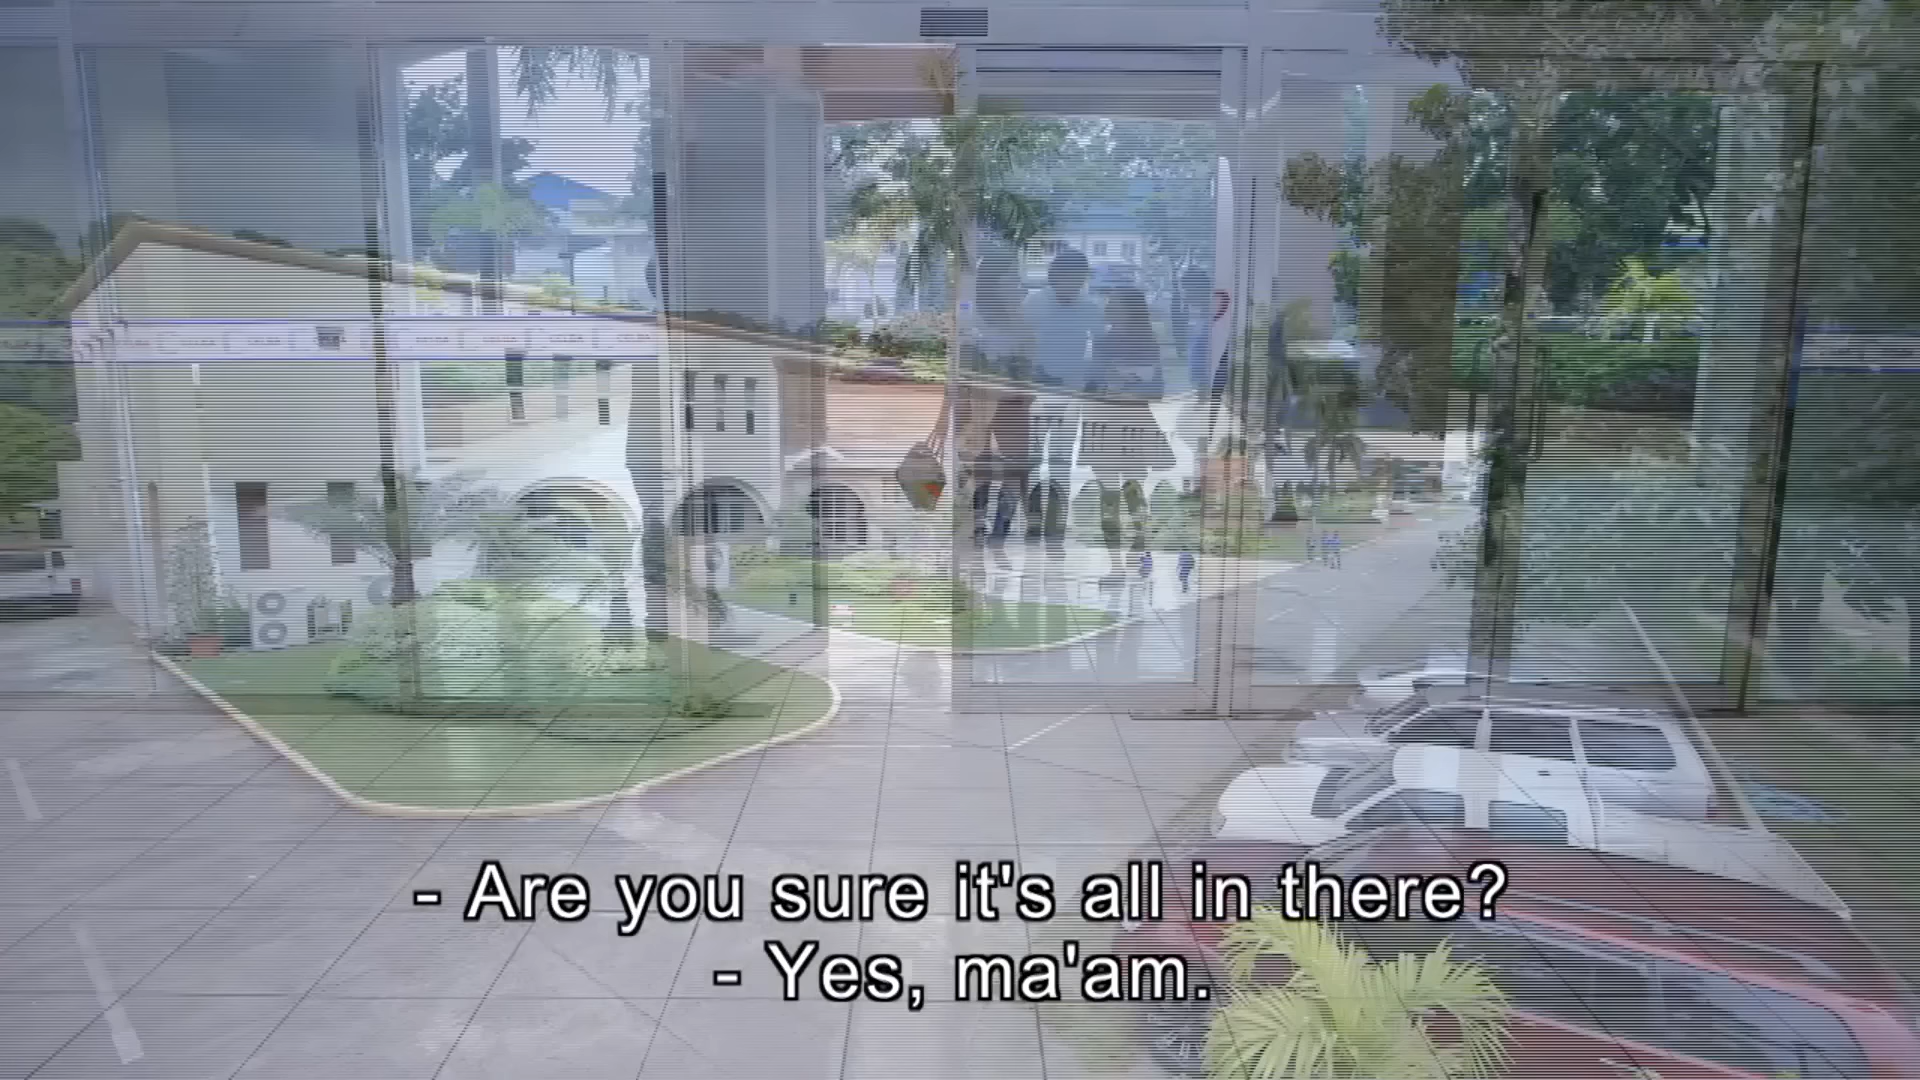 - Are you sure it's all in there?
- Yes, ma'am.